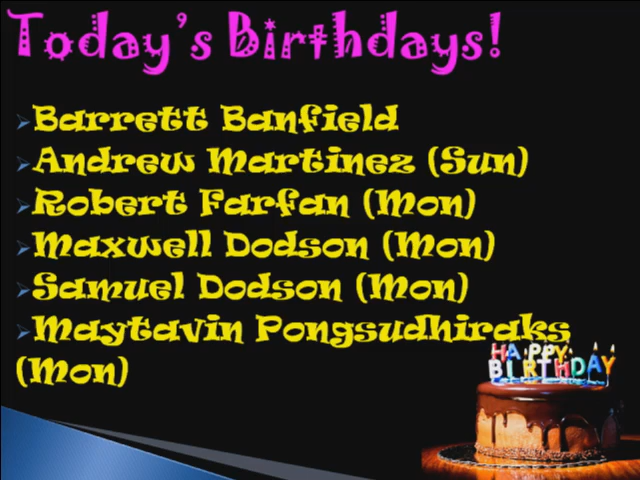 Today's Birthdays!
Barrett Banfield
Andrew Martinez (Sun)
Robert Farfan (Mon)
Maxwell Dodson (Mon)
Samuel Dodson (Mon)
Maytavin Pongsudhiraks
(Mon)
HAPPY
BIRTHDAY